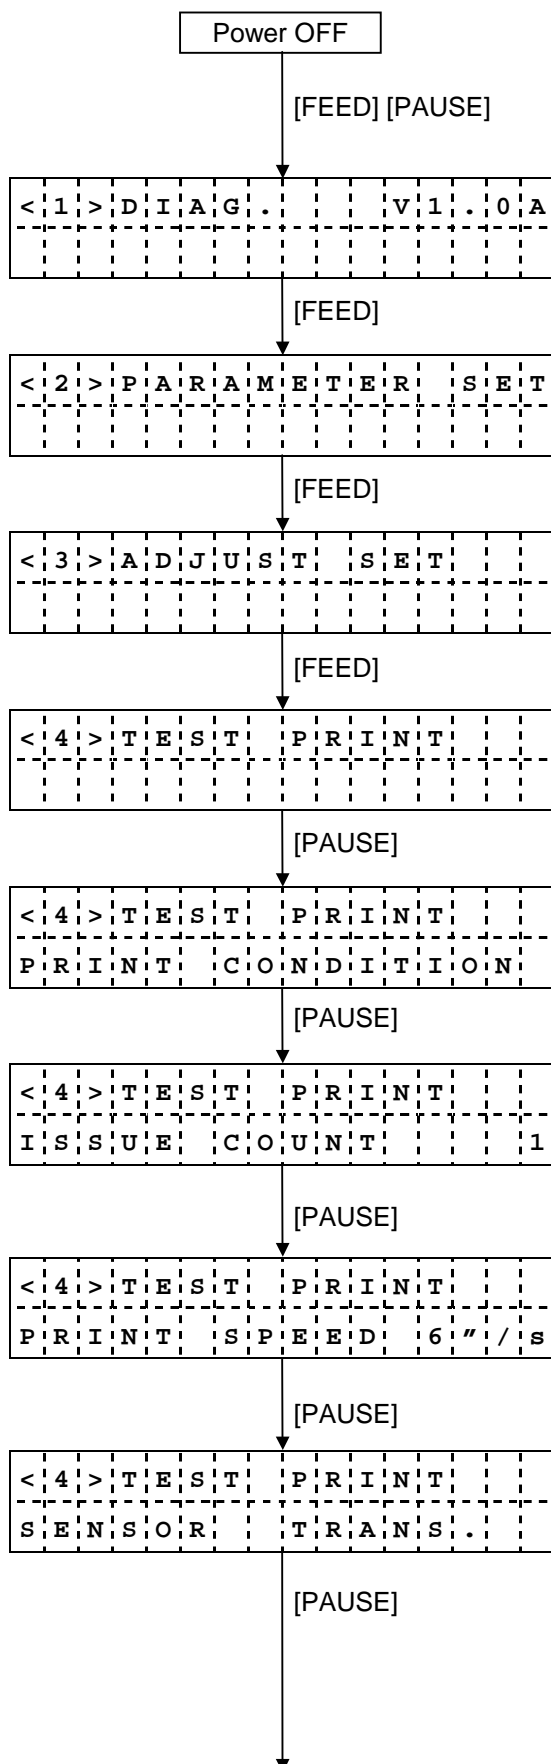 Power OFF
[FEED] [PAUSE]
<1>DIAG.   V1.0A
[FEED]
<2>PARAMETER SET
[FEED]
<3>ADJUST SET
[FEED]
<4>TEST PRINT
[PAUSE]
<4>TEST PRINT
PRINT CONDITION
[PAUSE]
<4>TEST PRINT
ISSUE COUNT    1
[PAUSE]
<4>TEST PRINT
PRINT SPEED 6”/s
[PAUSE]
<4>TEST PRINT
SENSOR  TRANS.
[PAUSE]